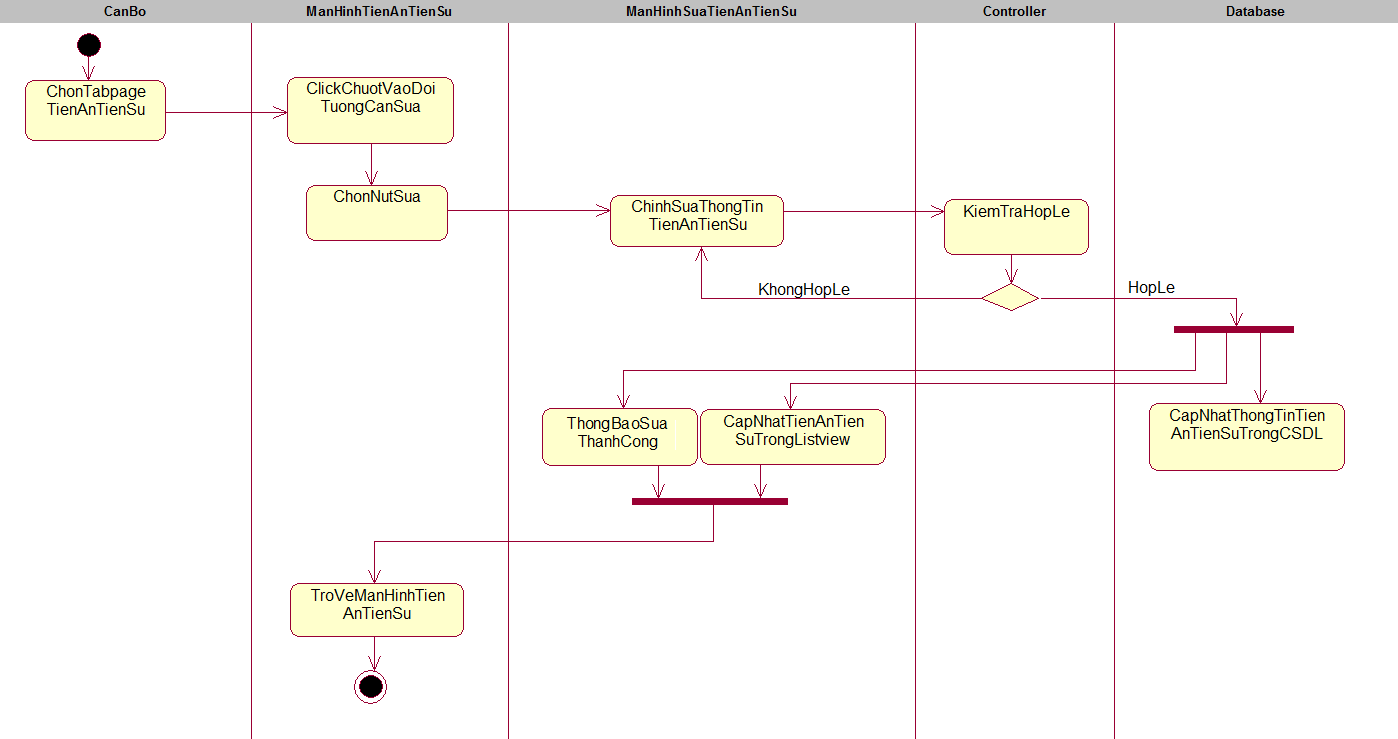 CanBo
ManHinhTienAnTienSu
ManHinhSuaTienAnTienSu
Controller
Database
ChonTabpage
TienAnTienSu
ClickChuotVaoDoi
TuongCanSua
ChonNutSua
ChinhSuaThongTin
TienAnTienSu
KiemTraHopLe
KhongHopLe
HopLe
ThongBaoSua
ThanhCong
CapNhatTienAnTien
SuTrongListview
CapNhatThongTinTien
AnTienSuTrongCSDL
TroVeManHinhTien
AnTienSu